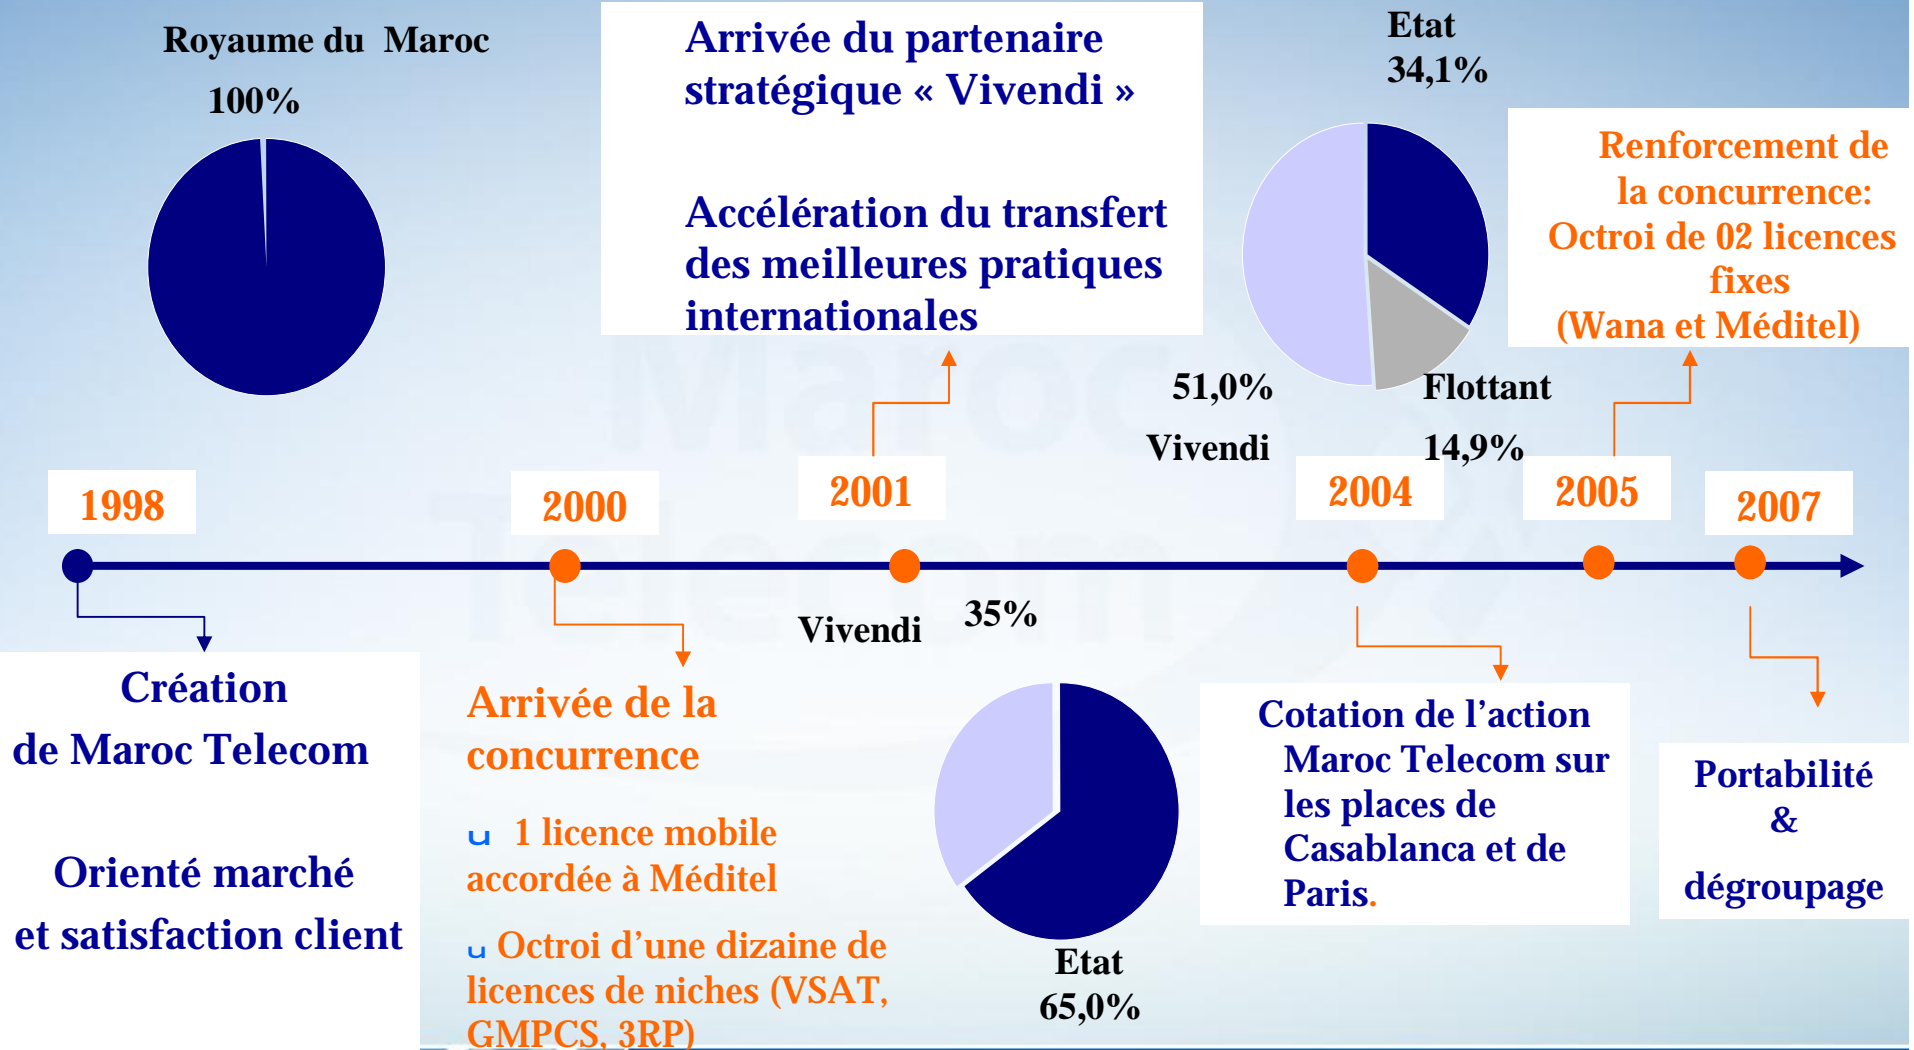 Royaume du Maroc
100%
Arrivée du partenaire
stratégique « Vivendi »
Accélération du transfert
des meilleures pratiques
internationales
Etat
34,1%
Renforcement de
la concurrence:
Octroi de 02 licences
fixes
(Wana et Méditel)
51,0%
Vivendi
Flottant
14,9%
Maroc
Telecom
1998
2000
2001
2004
2005
2007
Vivendi
35%
Création
de Maroc Telecom
Orienté marché
et satisfaction client
Arrivée de la
concurrence
u 1 licence mobile
accordée à Méditel
u Octroi d’une dizaine de
licences de niches (VSAT,
GMPCS, 3RP)
Etat
65,0%
Cotation de l’action
Maroc Telecom sur
les places de
Casablanca et de
Paris.
Portabilité
&
dégroupage